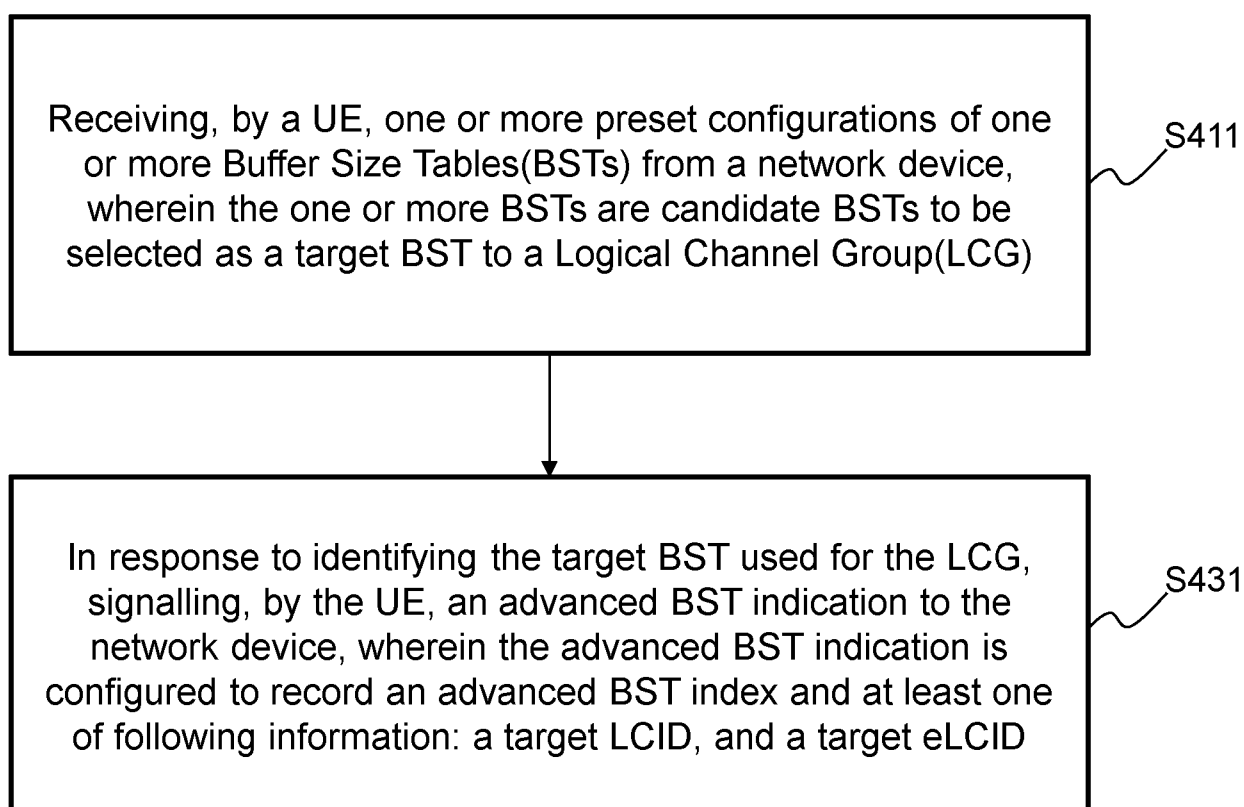 Receiving, by a UE, one or more preset configurations of one
or more Buffer Size Tables(BSTs) from a network device,
wherein the one or more BSTs are candidate BSTs to be
selected as a target BST to a Logical Channel Group(LCG)
S411
In response to identifying the target BST used for the LCG,
signalling, by the UE, an advanced BST indication to the
network device, wherein the advanced BST indication is
configured to record an advanced BST index and at least one
of following information: a target LCID, and a target eLCID
S431